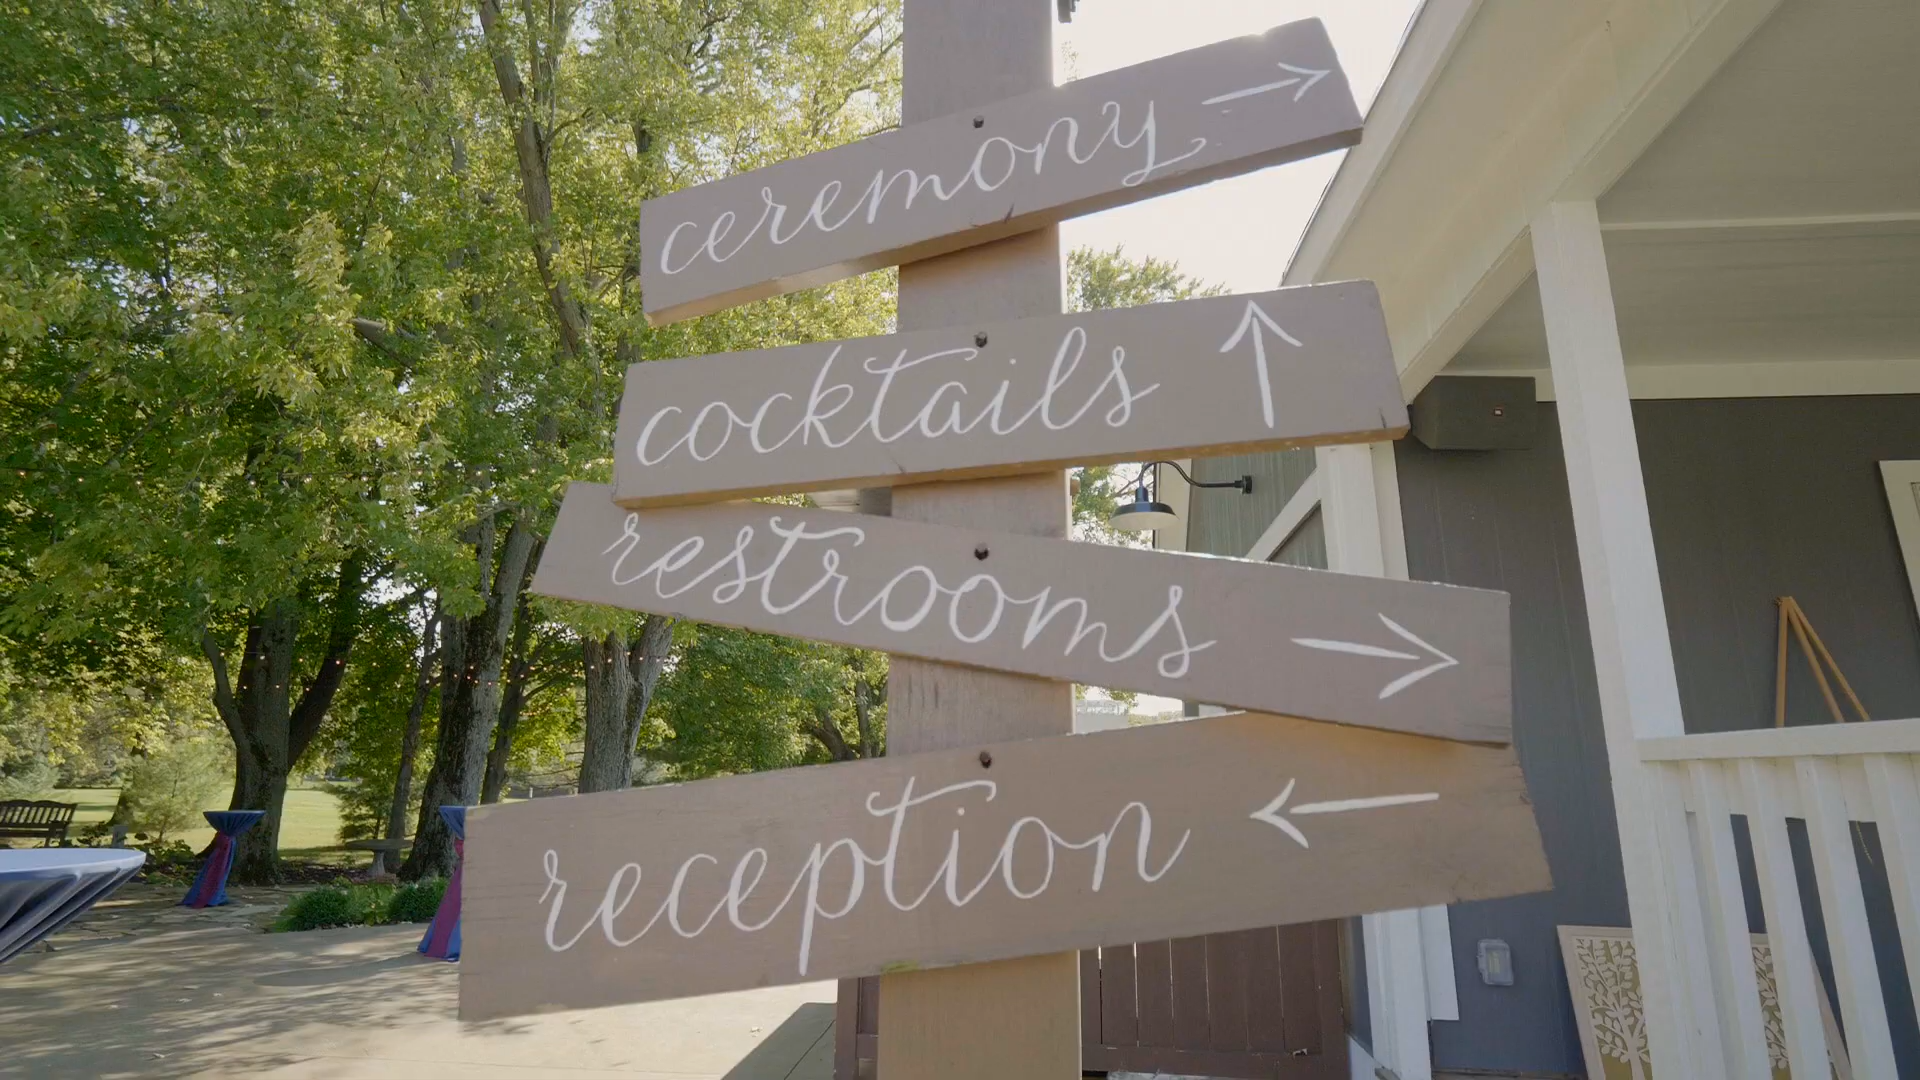 ceremony →
cocktails ↑
restrooms →
reception ←